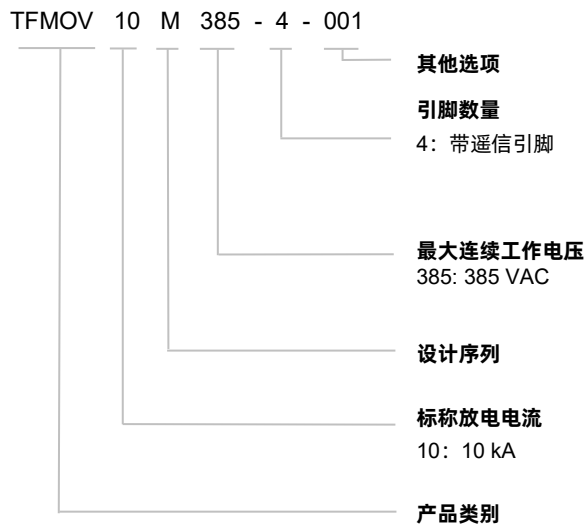 TFMOV 10 M 385 - 4 - 001
其他选项
引脚数量
4：带遥信引脚
最大连续工作电压
385: 385 VAC
设计序列
标称放电电流
10：10 kA
产品类别